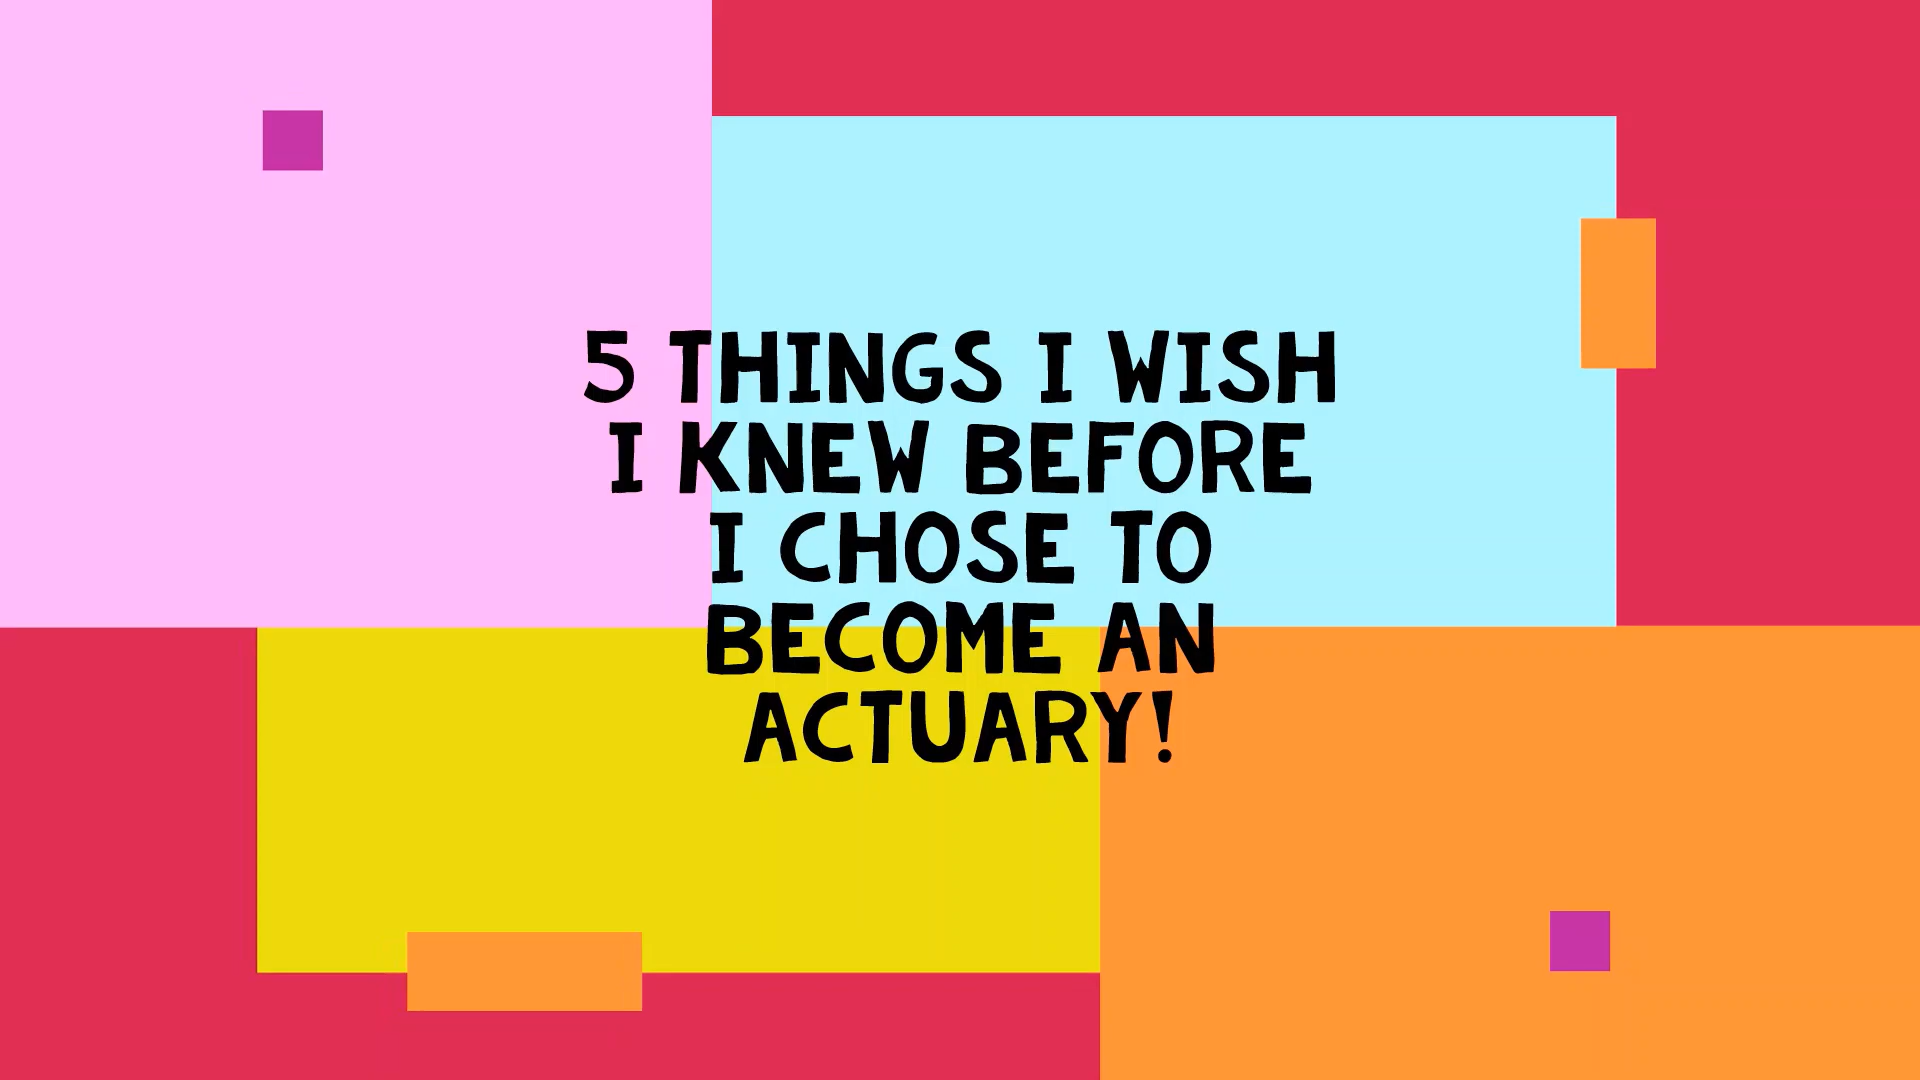 5 THINGS I WISH
I KNEW BEFORE
I CHOSE TO
BECOME AN
ACTUARY!